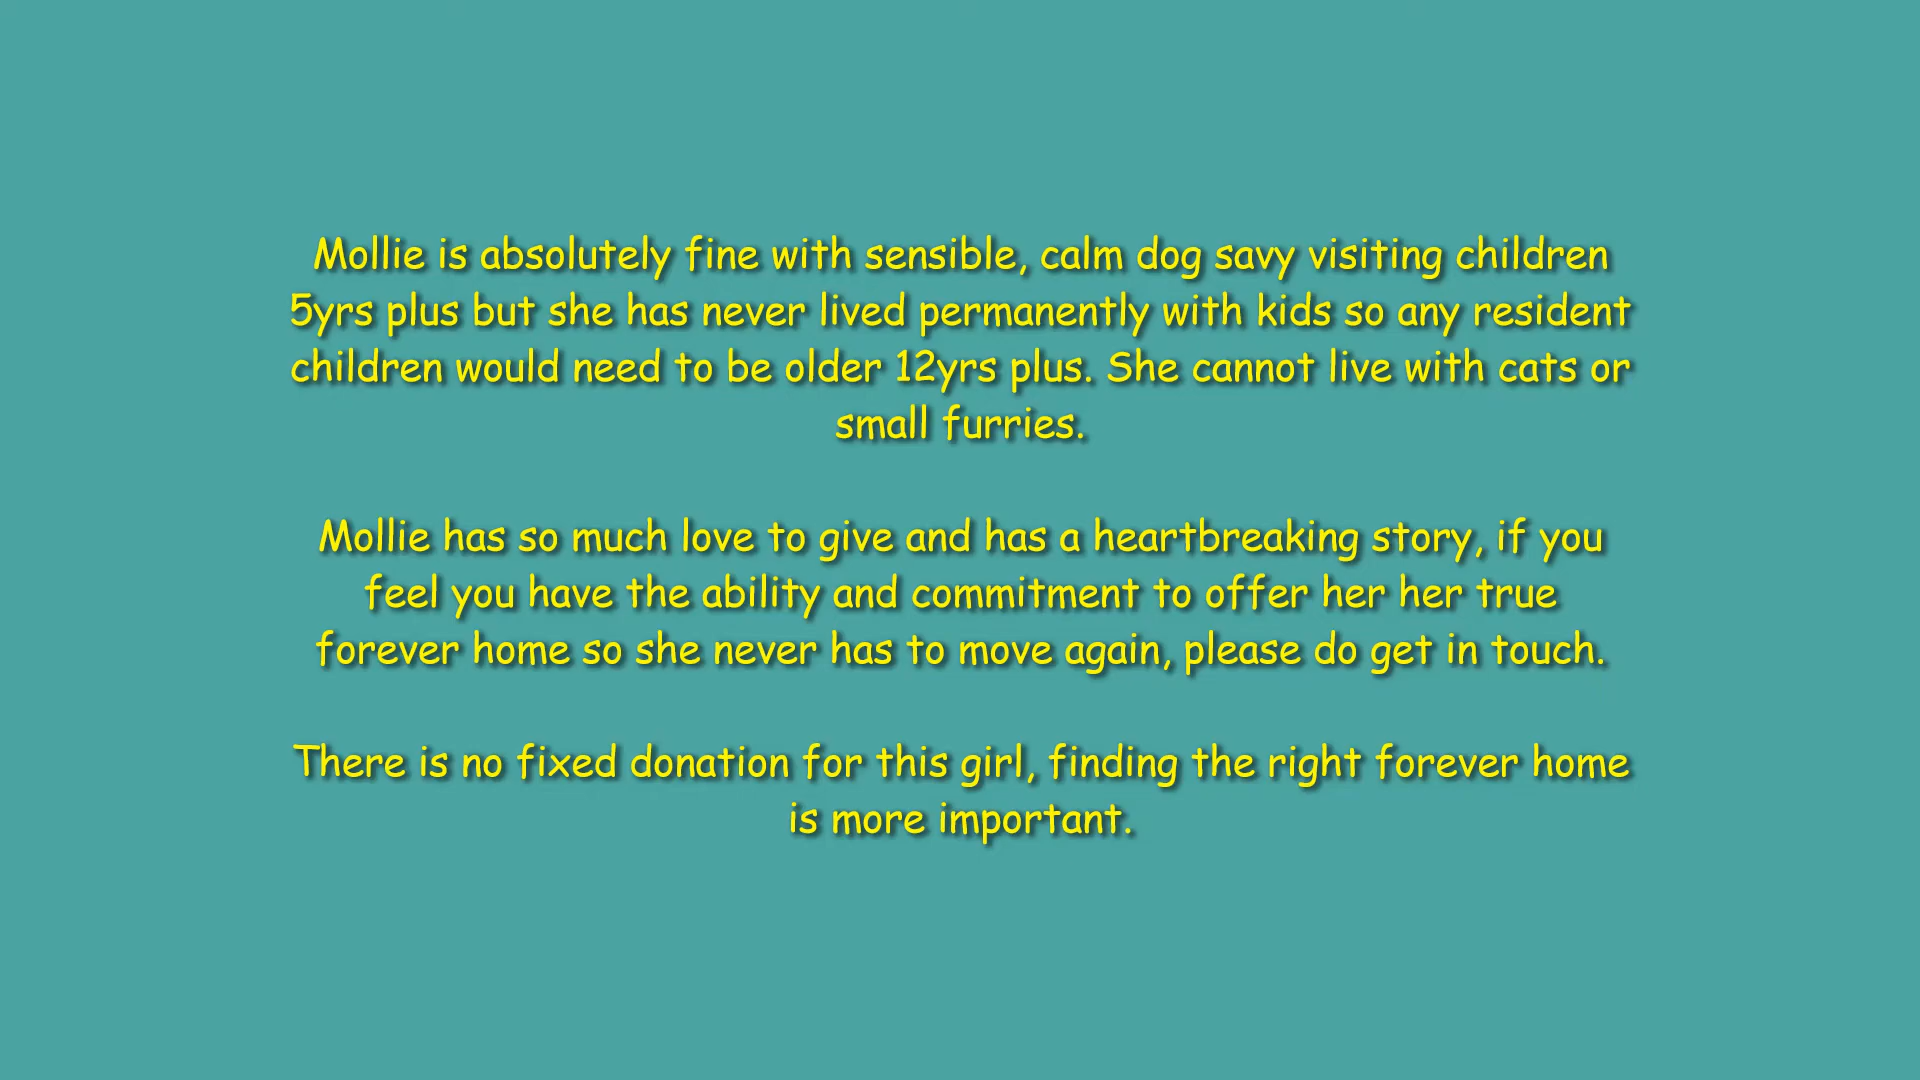 Mollie is absolutely fine with sensible, calm dog savy visiting children
5yrs plus but she has never lived permanently with kids so any resident
children would need to be older 12yrs plus. She cannot live with cats or
small furries.
Mollie has so much love to give and has a heartbreaking story, if you
feel you have the ability and commitment to offer her her true
forever home so she never has to move again, please do get in touch.
There is no fixed donation for this girl, finding the right forever home
is more important.